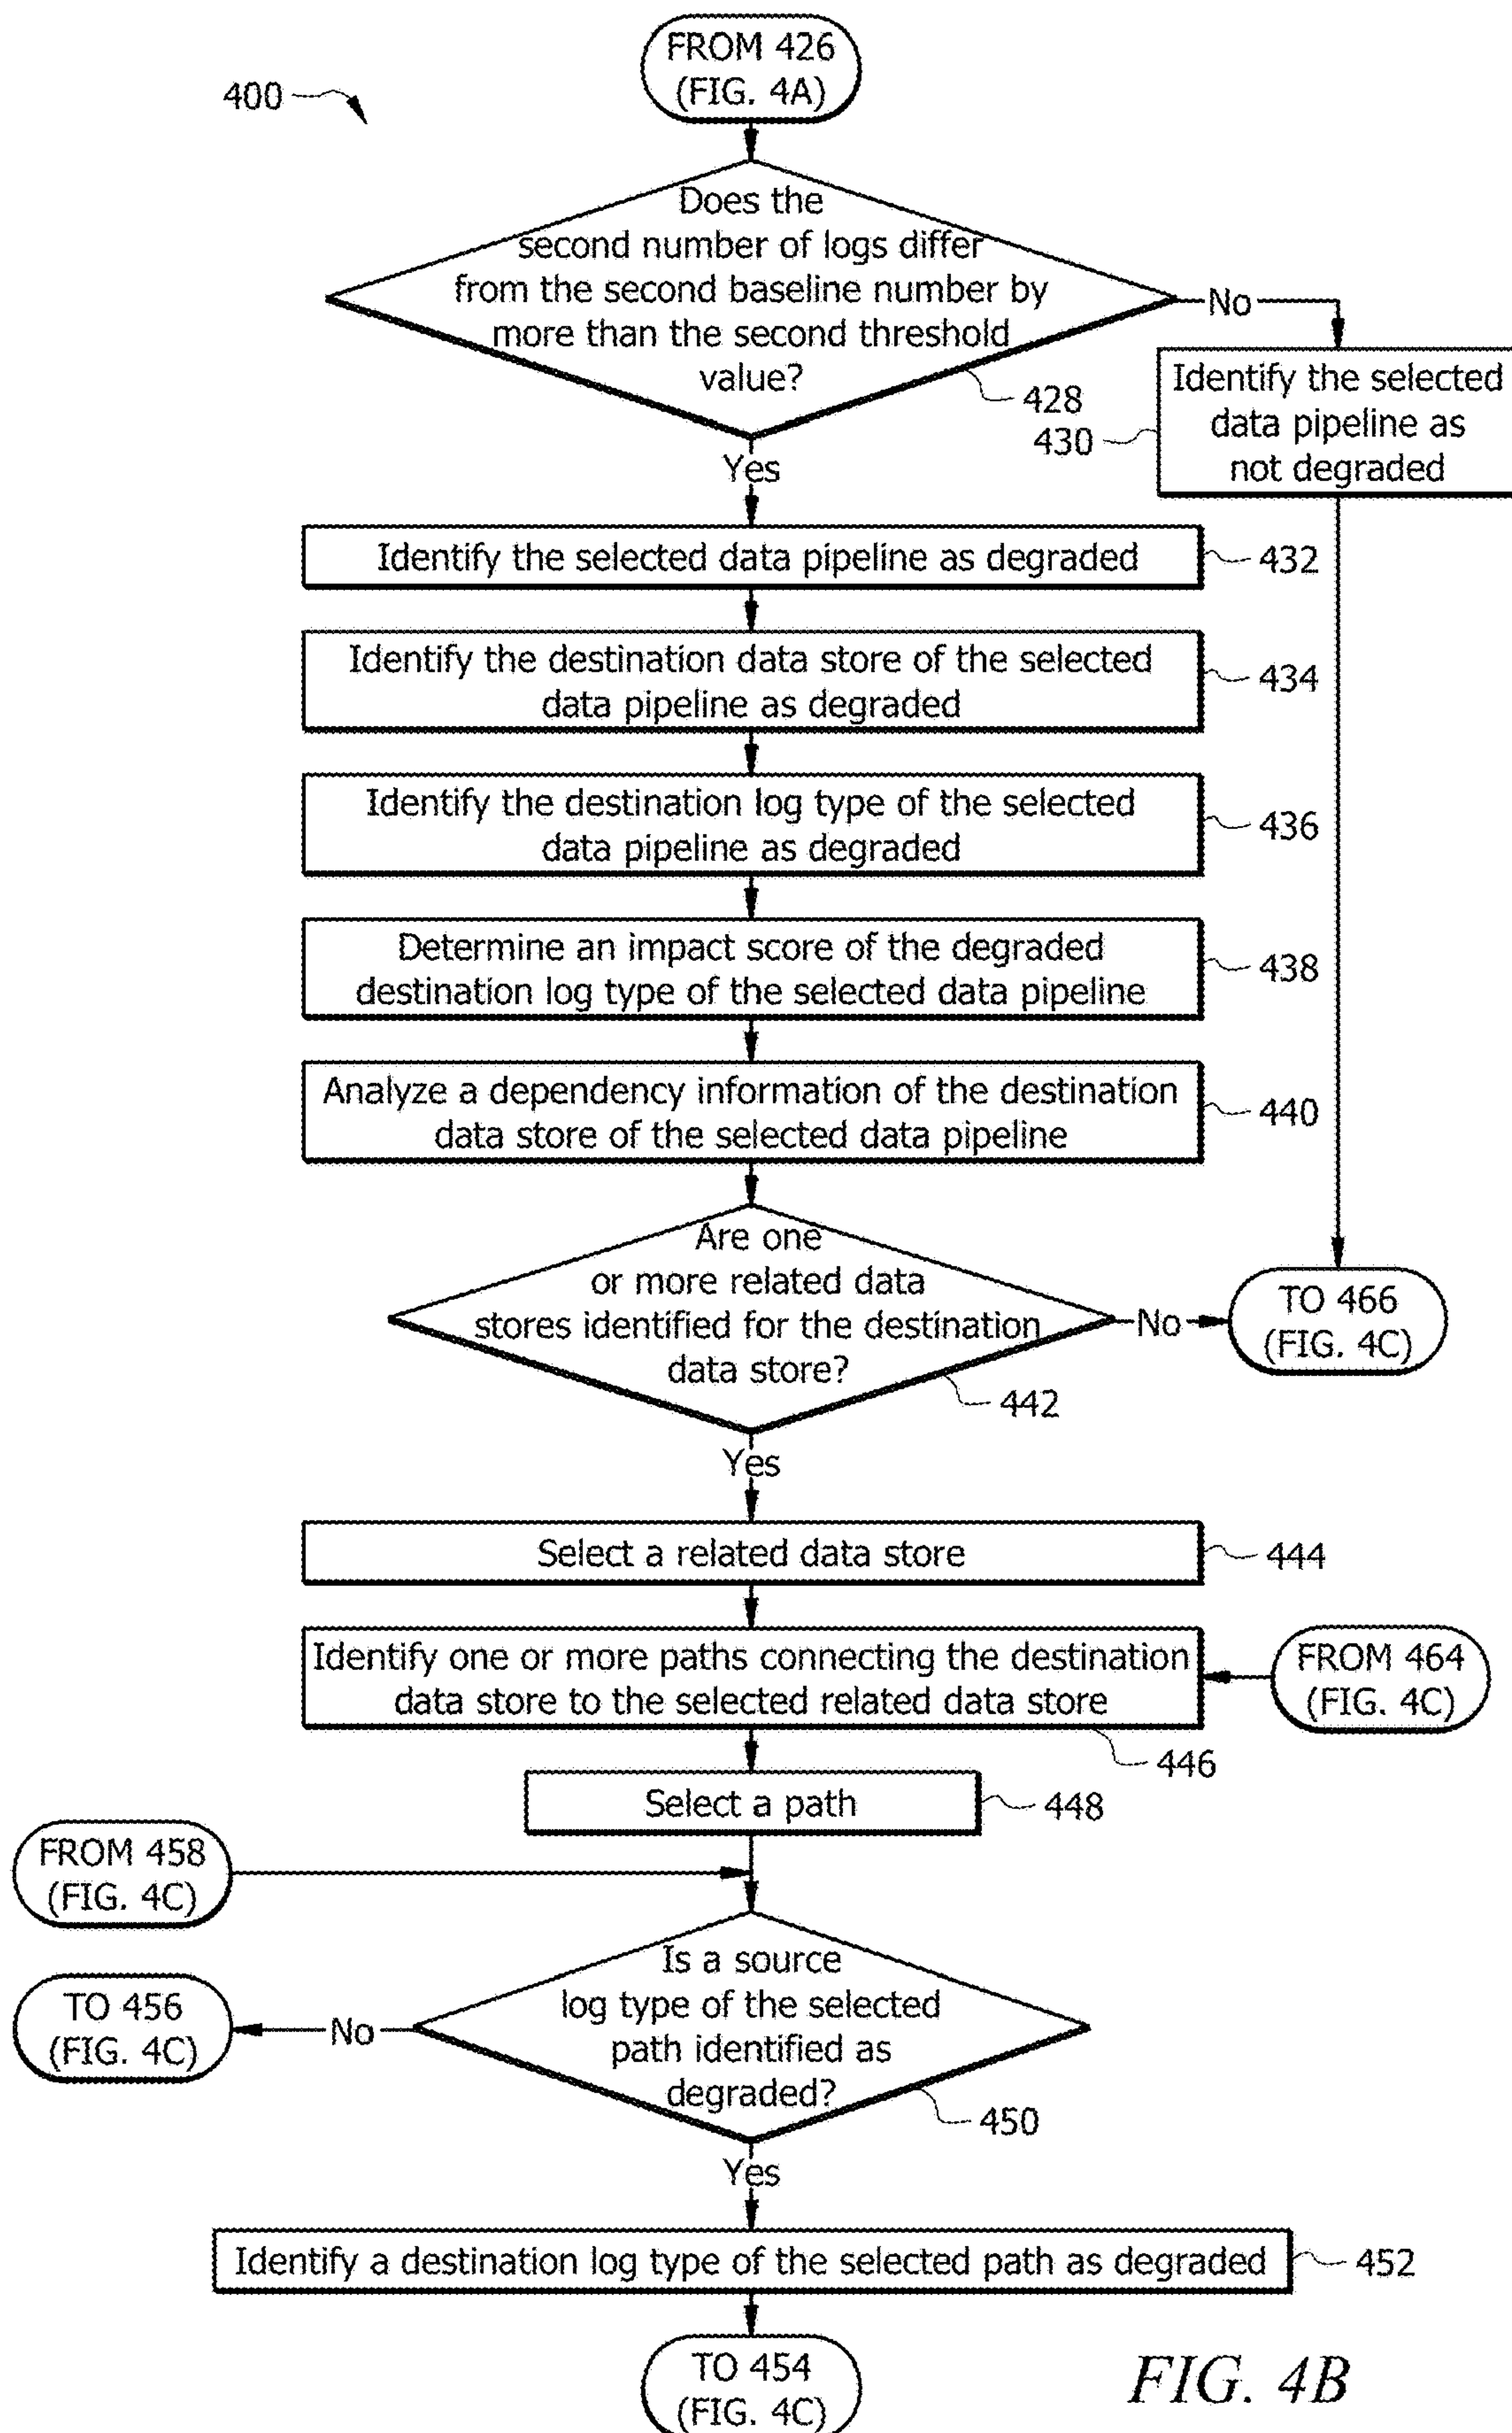 FROM 426
(FIG. 4A)
400
Does the
second number of logs differ
from the second baseline number by
more than the second threshold
value?
428
No
Yes
Identify the selected
data pipeline as
not degraded
430
Identify the selected data pipeline as degraded
432
Identify the destination data store of the selected
data pipeline as degraded
434
Identify the destination log type of the selected
data pipeline as degraded
436
Determine an impact score of the degraded
destination log type of the selected data pipeline
438
Analyze a dependency information of the destination
data store of the selected data pipeline
440
Are one
or more related data
stores identified for the destination
data store?
442
No
TO 466
(FIG. 4C)
Yes
Select a related data store
444
Identify one or more paths connecting the destination
data store to the selected related data store
446
FROM 464
(FIG. 4C)
Select a path
448
FROM 458
(FIG. 4C)
Is a source
log type of the selected
path identified as
degraded?
450
No
TO 456
(FIG. 4C)
Yes
Identify a destination log type of the selected path as degraded
452
TO 454
(FIG. 4C)
FIG. 4B